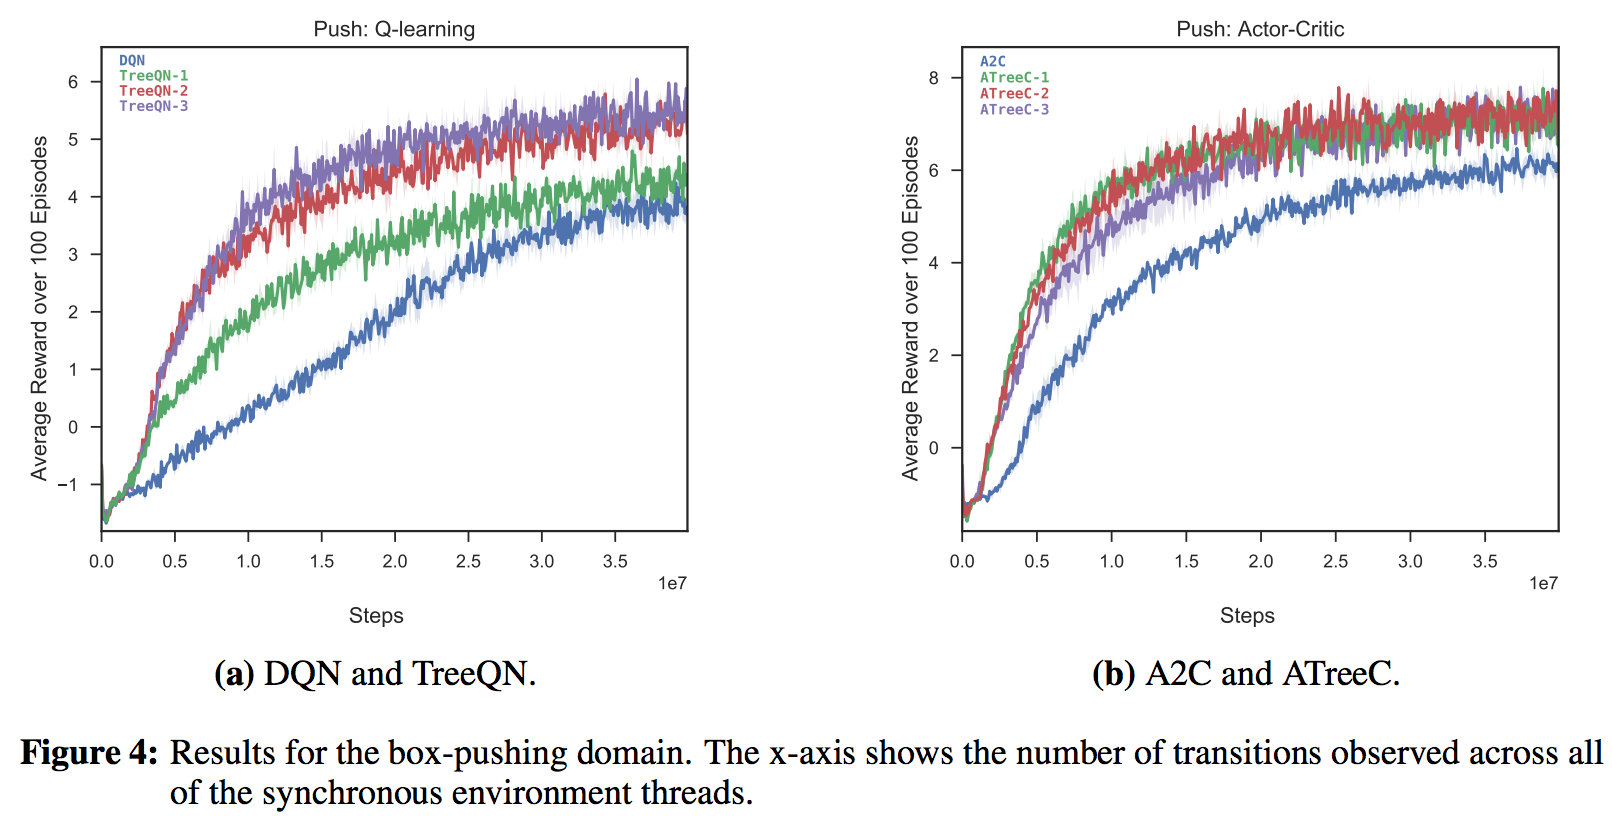 Push: Q-learning
DQN
TreeQN-1
TreeQN-2
TreeQN-3
Average Reward over 100 Episodes
6
5
4
3
2
1
0
−1
0.0 0.5 1.0 1.5 2.0 2.5 3.0 3.5
1e7
Steps
(a) DQN and TreeQN.
Push: Actor-Critic
A2C
ATreeC-1
ATreeC-2
ATreeC-3
Average Reward over 100 Episodes
8
6
4
2
0
0.0 0.5 1.0 1.5 2.0 2.5 3.0 3.5
1e7
Steps
(b) A2C and ATreeC.
Figure 4: Results for the box-pushing domain. The x-axis shows the number of transitions observed across all
of the synchronous environment threads.